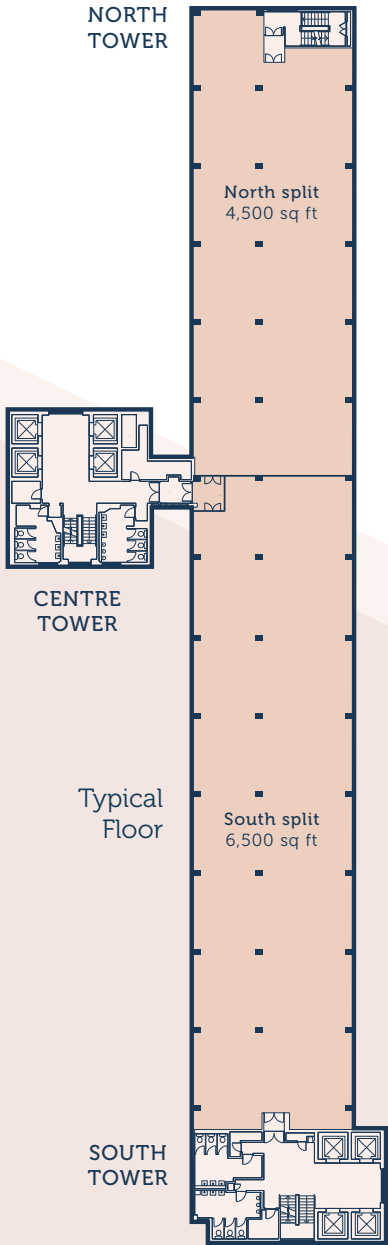 NORTH
TOWER
North split
4,500 sq ft
CENTRE
TOWER
Typical
Floor
South split
6,500 sq ft
SOUTH
TOWER